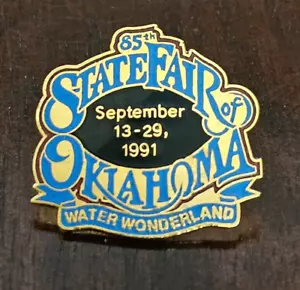 85th
STATE FAIR of
September
13-29,
1991
OKLAHOMA
WATER WONDERLAND